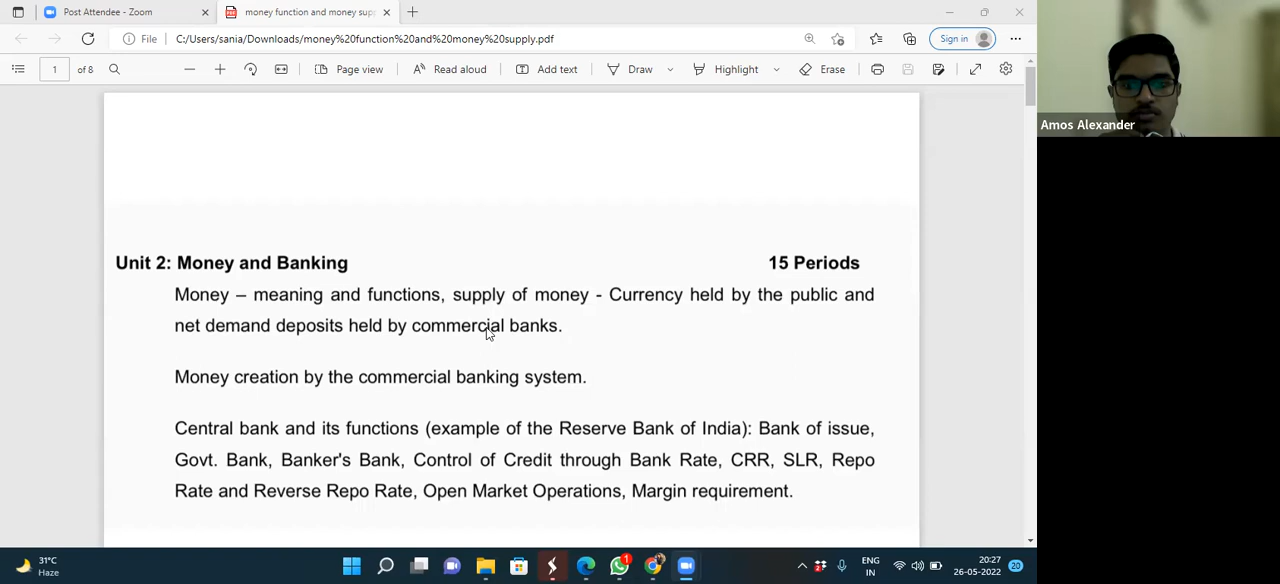 Post Attendee - Zoom
money function and money sup
File
C:/Users/sania/Downloads/money%20function%20and%20money%20supply.pdf
Sign in
1 of 8
Page view
Read aloud
Add text
Draw
Highlight
Erase
Amos Alexander
Unit 2: Money and Banking 15 Periods
Money – meaning and functions, supply of money - Currency held by the public and
net demand deposits held by commercial banks.
Money creation by the commercial banking system.
Central bank and its functions (example of the Reserve Bank of India): Bank of issue,
Govt. Bank, Banker's Bank, Control of Credit through Bank Rate, CRR, SLR, Repo
Rate and Reverse Repo Rate, Open Market Operations, Margin requirement.
31°C
Haze
1
2
ENG
IN
20:27
26-05-2022
20